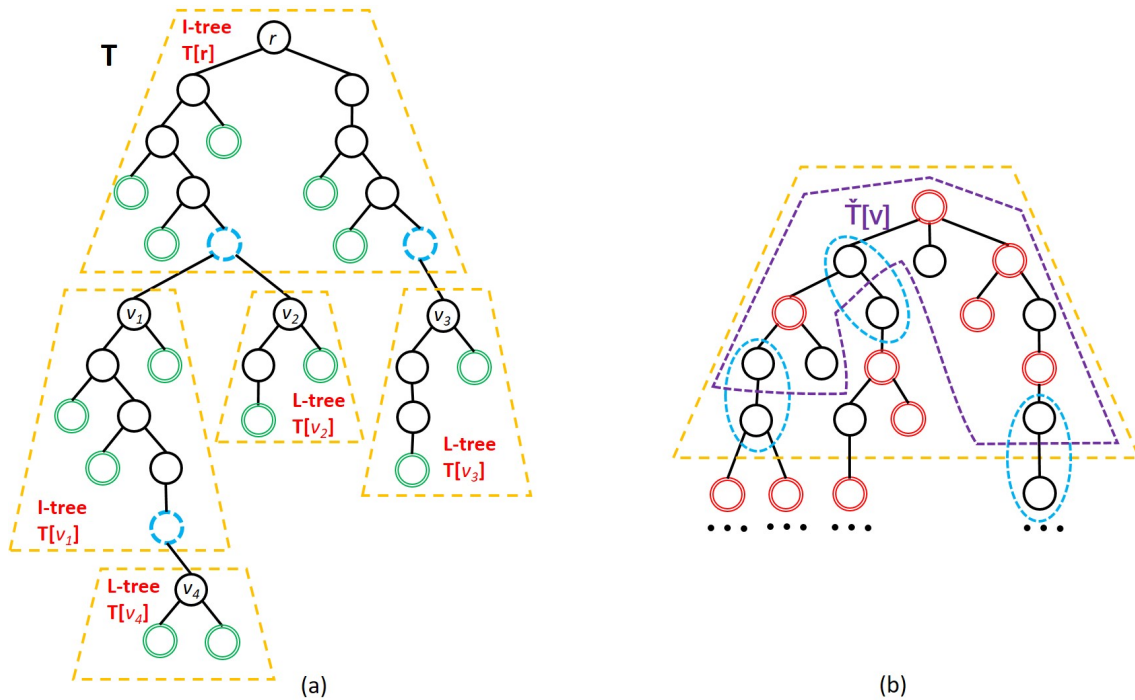 T
I-tree
T[r]
r
Ť[v]
v₁
v₂
v₃
L-tree
T[v₂]
L-tree
T[v₃]
I-tree
T[v₁]
L-tree
T[v₄]
v₄
(a)
(b)